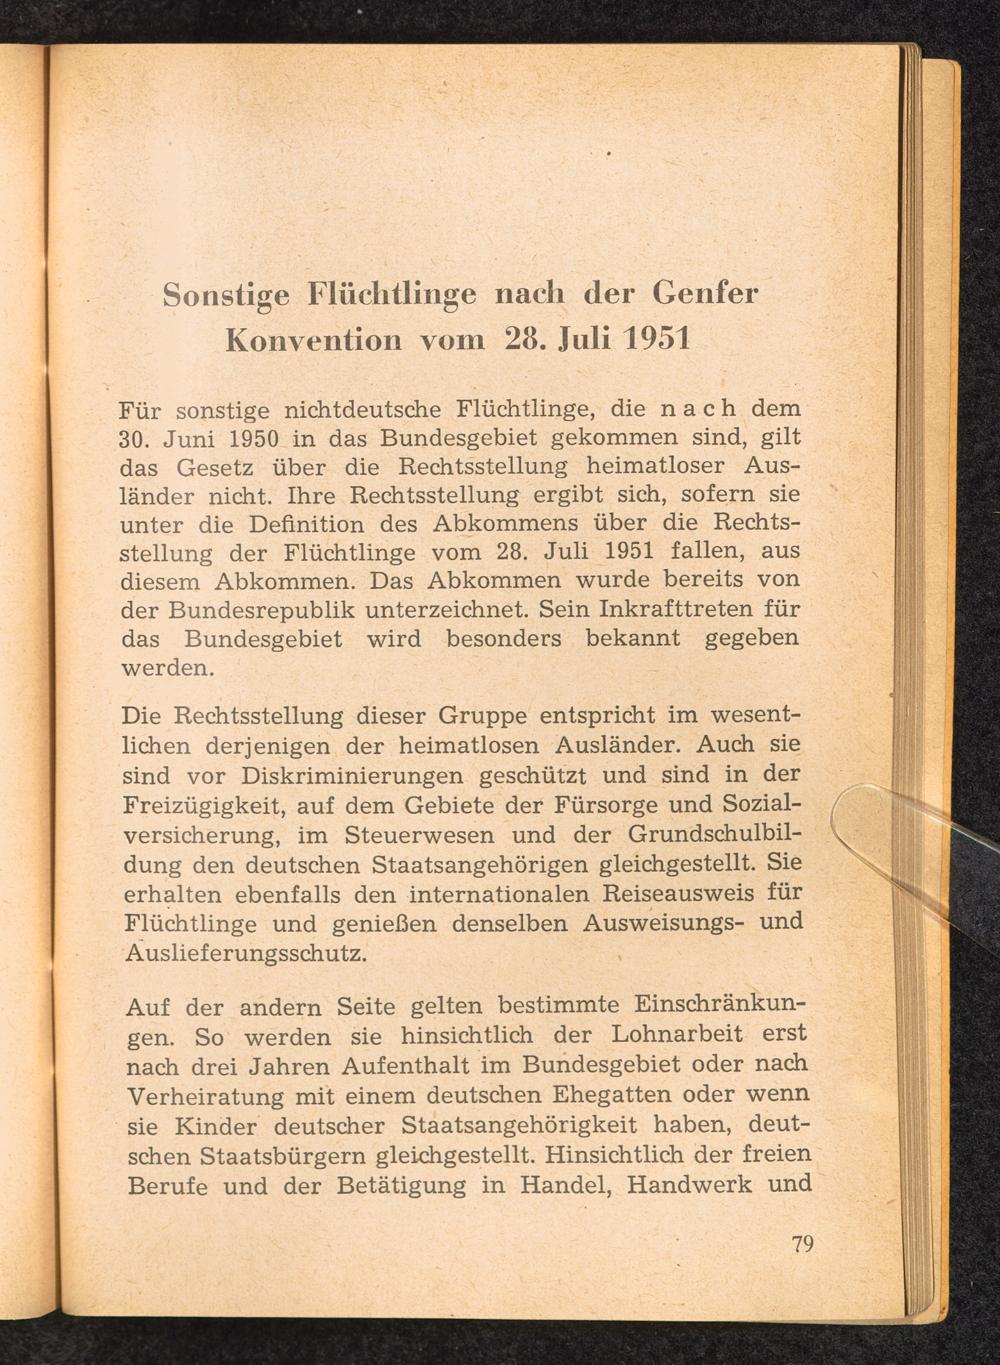 Sonstige Flüchtlinge nach der Genfer
Konvention vom 28. Juli 1951
Für sonstige nichtdeutsche Flüchtlinge, die nach dem
30. Juni 1950 in das Bundesgebiet gekommen sind, gilt
das Gesetz über die Rechtsstellung heimatloser Aus-
länder nicht. Ihre Rechtsstellung ergibt sich, sofern sie
unter die Definition des Abkommens über die Rechts-
stellung der Flüchtlinge vom 28. Juli 1951 fallen, aus
diesem Abkommen. Das Abkommen wurde bereits von
der Bundesrepublik unterzeichnet. Sein Inkrafttreten für
das Bundesgebiet wird besonders bekannt gegeben
werden.
Die Rechtsstellung dieser Gruppe entspricht im wesent-
lichen derjenigen der heimatlosen Ausländer. Auch sie
sind vor Diskriminierungen geschützt und sind in der
Freizügigkeit, auf dem Gebiete der Fürsorge und Sozial-
versicherung, im Steuerwesen und der Grundschulbil-
dung den deutschen Staatsangehörigen gleichgestellt. Sie
erhalten ebenfalls den internationalen Reiseausweis für
Flüchtlinge und genießen denselben Ausweisungs- und
Auslieferungsschutz.
Auf der andern Seite gelten bestimmte Einschränkun-
gen. So werden sie hinsichtlich der Lohnarbeit erst
nach drei Jahren Aufenthalt im Bundesgebiet oder nach
Verheiratung mit einem deutschen Ehegatten oder wenn
sie Kinder deutscher Staatsangehörigkeit haben, deut-
schen Staatsbürgern gleichgestellt. Hinsichtlich der freien
Berufe und der Betätigung in Handel, Handwerk und
79